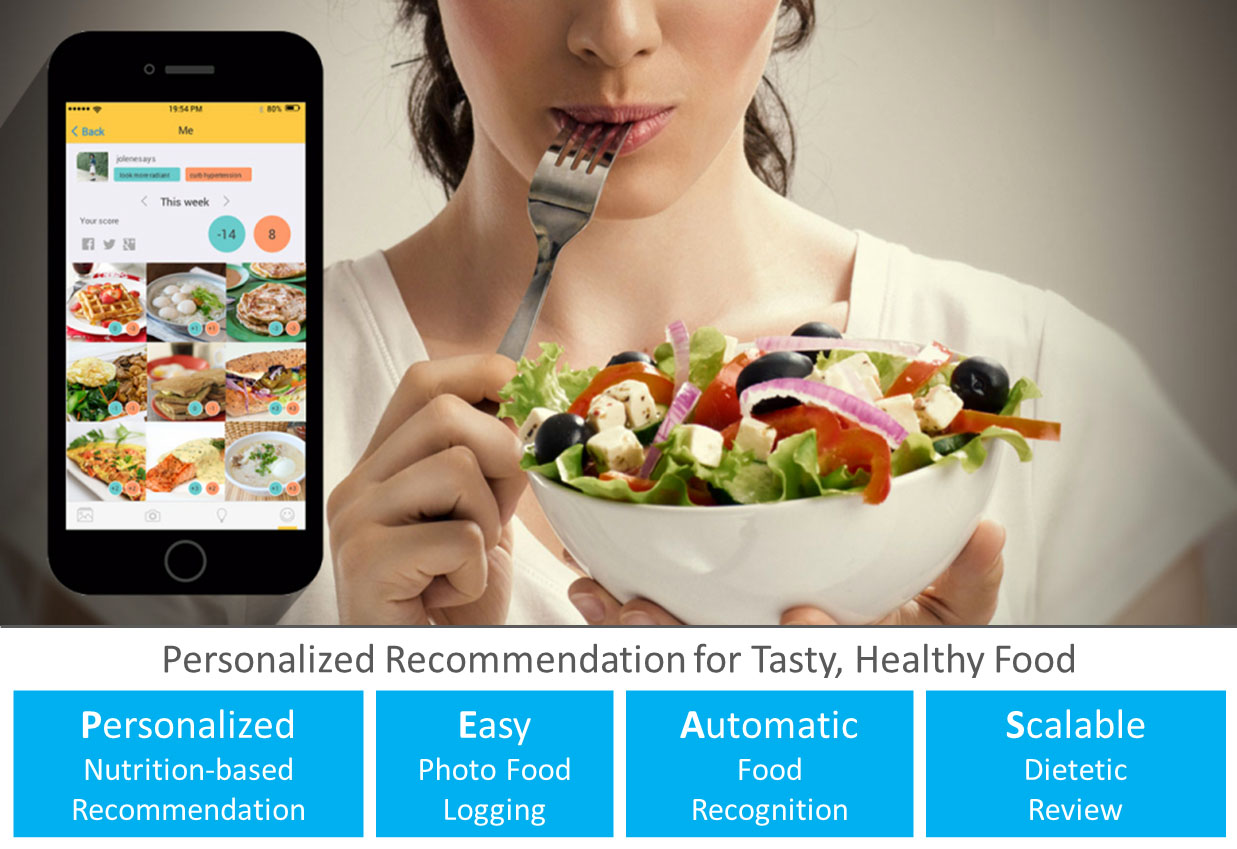 19:54 PM
80%
Back
Me
jolenesays
look more radiant
curb hypertension
This week
Your score
-14
8
Personalized Recommendation for Tasty, Healthy Food
Personalized
Nutrition-based
Recommendation
Easy
Photo Food
Logging
Automatic
Food
Recognition
Scalable
Dietetic
Review